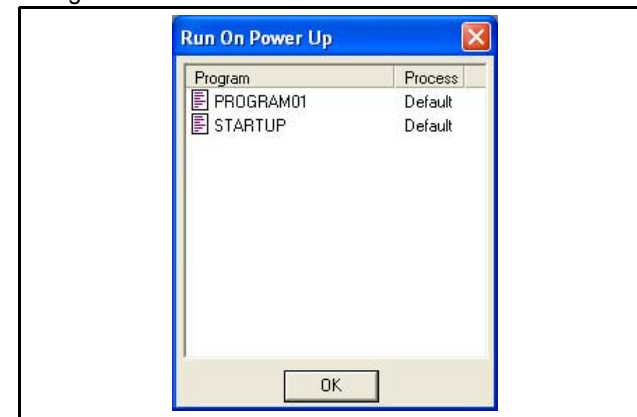 Run On Power Up
Program Process
PROGRAM01 Default
STARTUP Default
OK